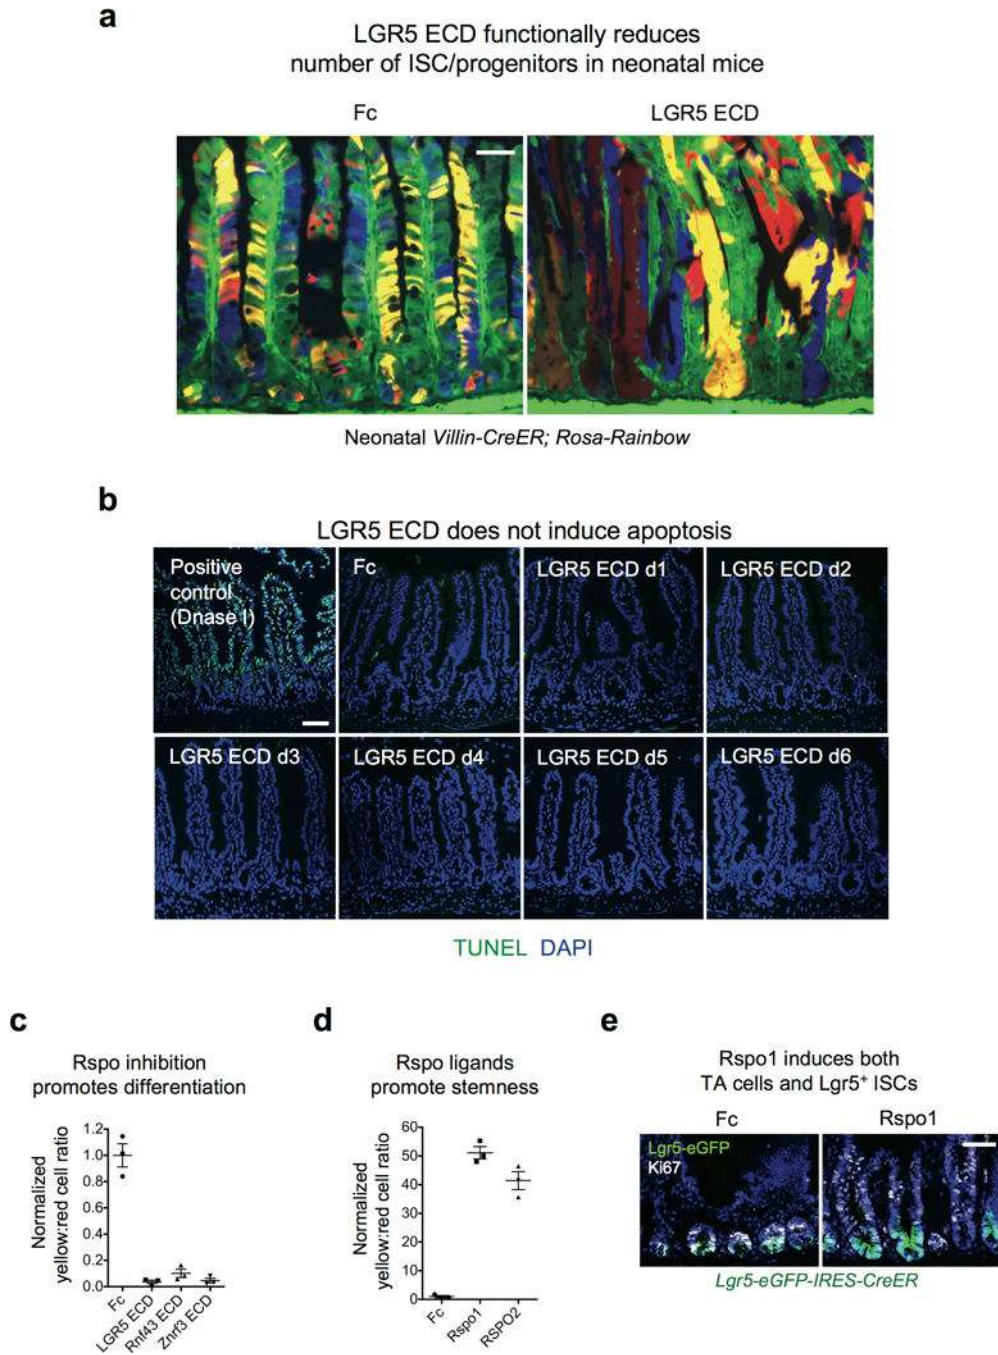 a
LGR5 ECD functionally reduces
number of ISC/progenitors in neonatal mice
Fc
LGR5 ECD
Neonatal Villin-CreER; Rosa-Rainbow
b
LGR5 ECD does not induce apoptosis
Positive
control
(Dnase I)
Fc
LGR5 ECD d1
LGR5 ECD d2
LGR5 ECD d3
LGR5 ECD d4
LGR5 ECD d5
LGR5 ECD d6
TUNEL DAPI
c
Rspo inhibition
promotes differentiation
Normalized
yellow:red cell ratio
1.2
1.0
0.8
0.6
0.4
0.2
0.0
Fc
LGR5 ECD
Rnf43 ECD
Znrf3 ECD
d
Rspo ligands
promote stemness
Normalized
yellow:red cell ratio
60
50
40
30
20
10
0
Fc
Rspo1
RSPO2
e
Rspo1 induces both
TA cells and Lgr5+ ISCs
Fc
Rspo1
Lgr5-eGFP
Ki67
Lgr5-eGFP-IRES-CreER